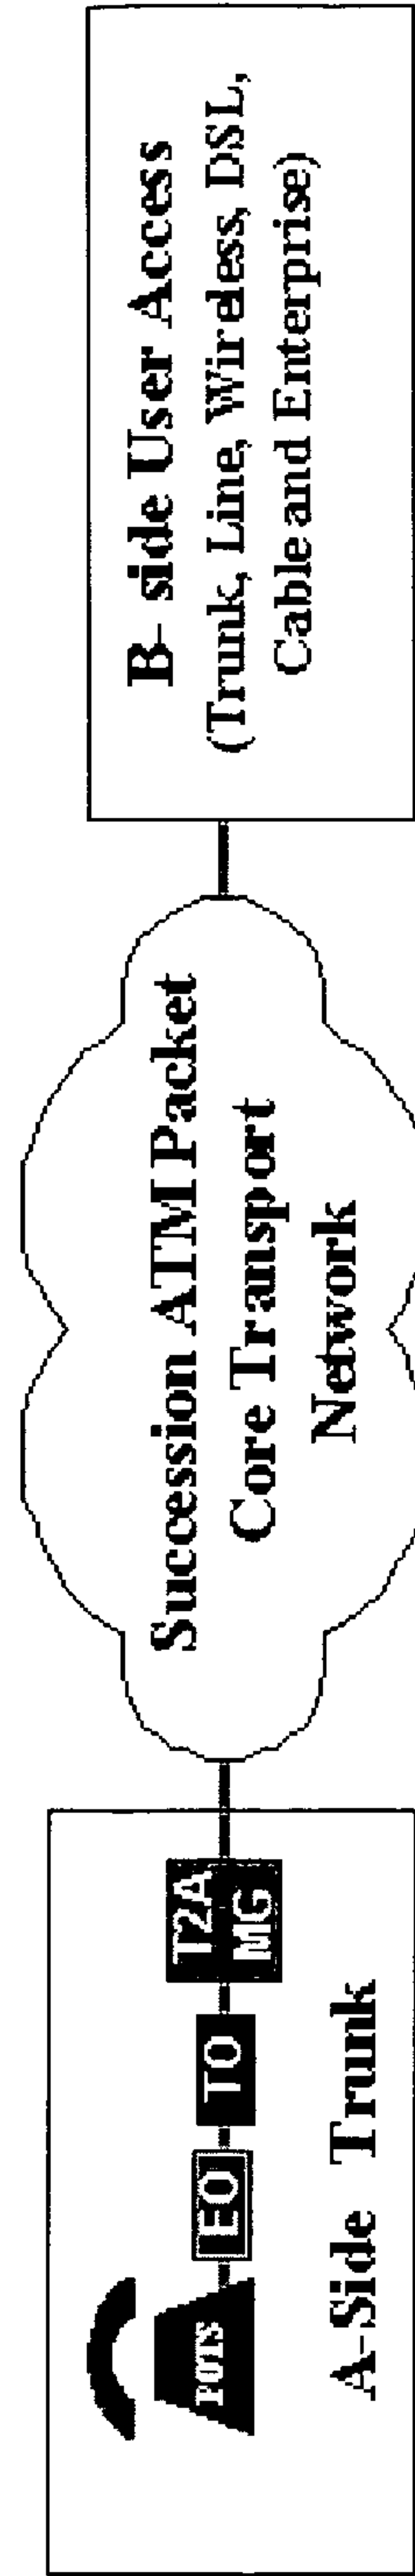 POTS
EO
TO
T2A
MG
A-Side Trunk
Succession ATM Packet
Core Transport
Network
B- side User Access
(Trunk, Line, Wireless, DSL,
Cable and Enterprise)